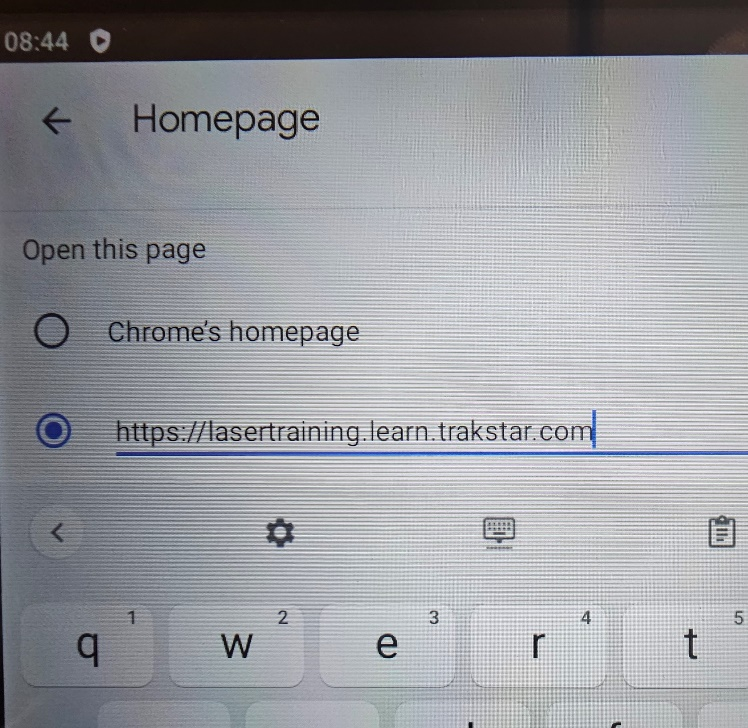 08:44
Homepage
Open this page
Chrome's homepage
https://lasertraining.learn.trakstar.com
1 2 3 4 5
q w e r t